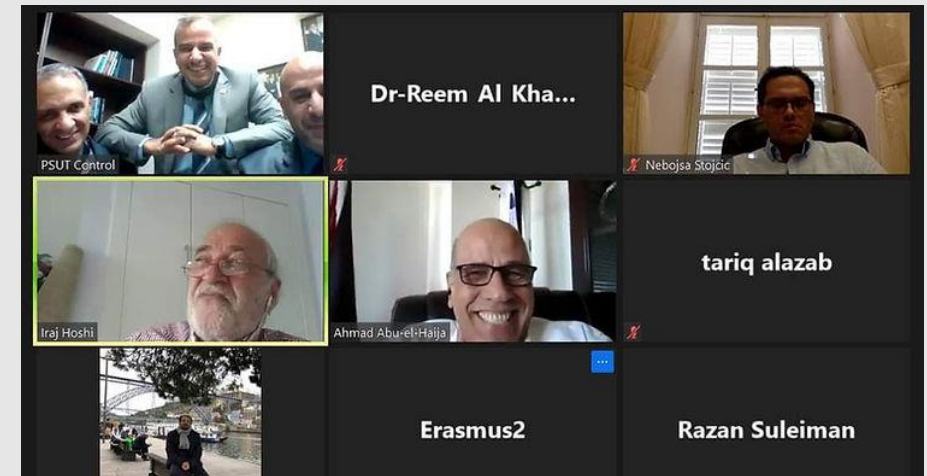 PSUT Control
Dr-Reem Al Kha...
Nebojsa Stojcic
Iraj Hoshi
Ahmad Abu-el-Haija
tariq alazab
Erasmus2
Razan Suleiman